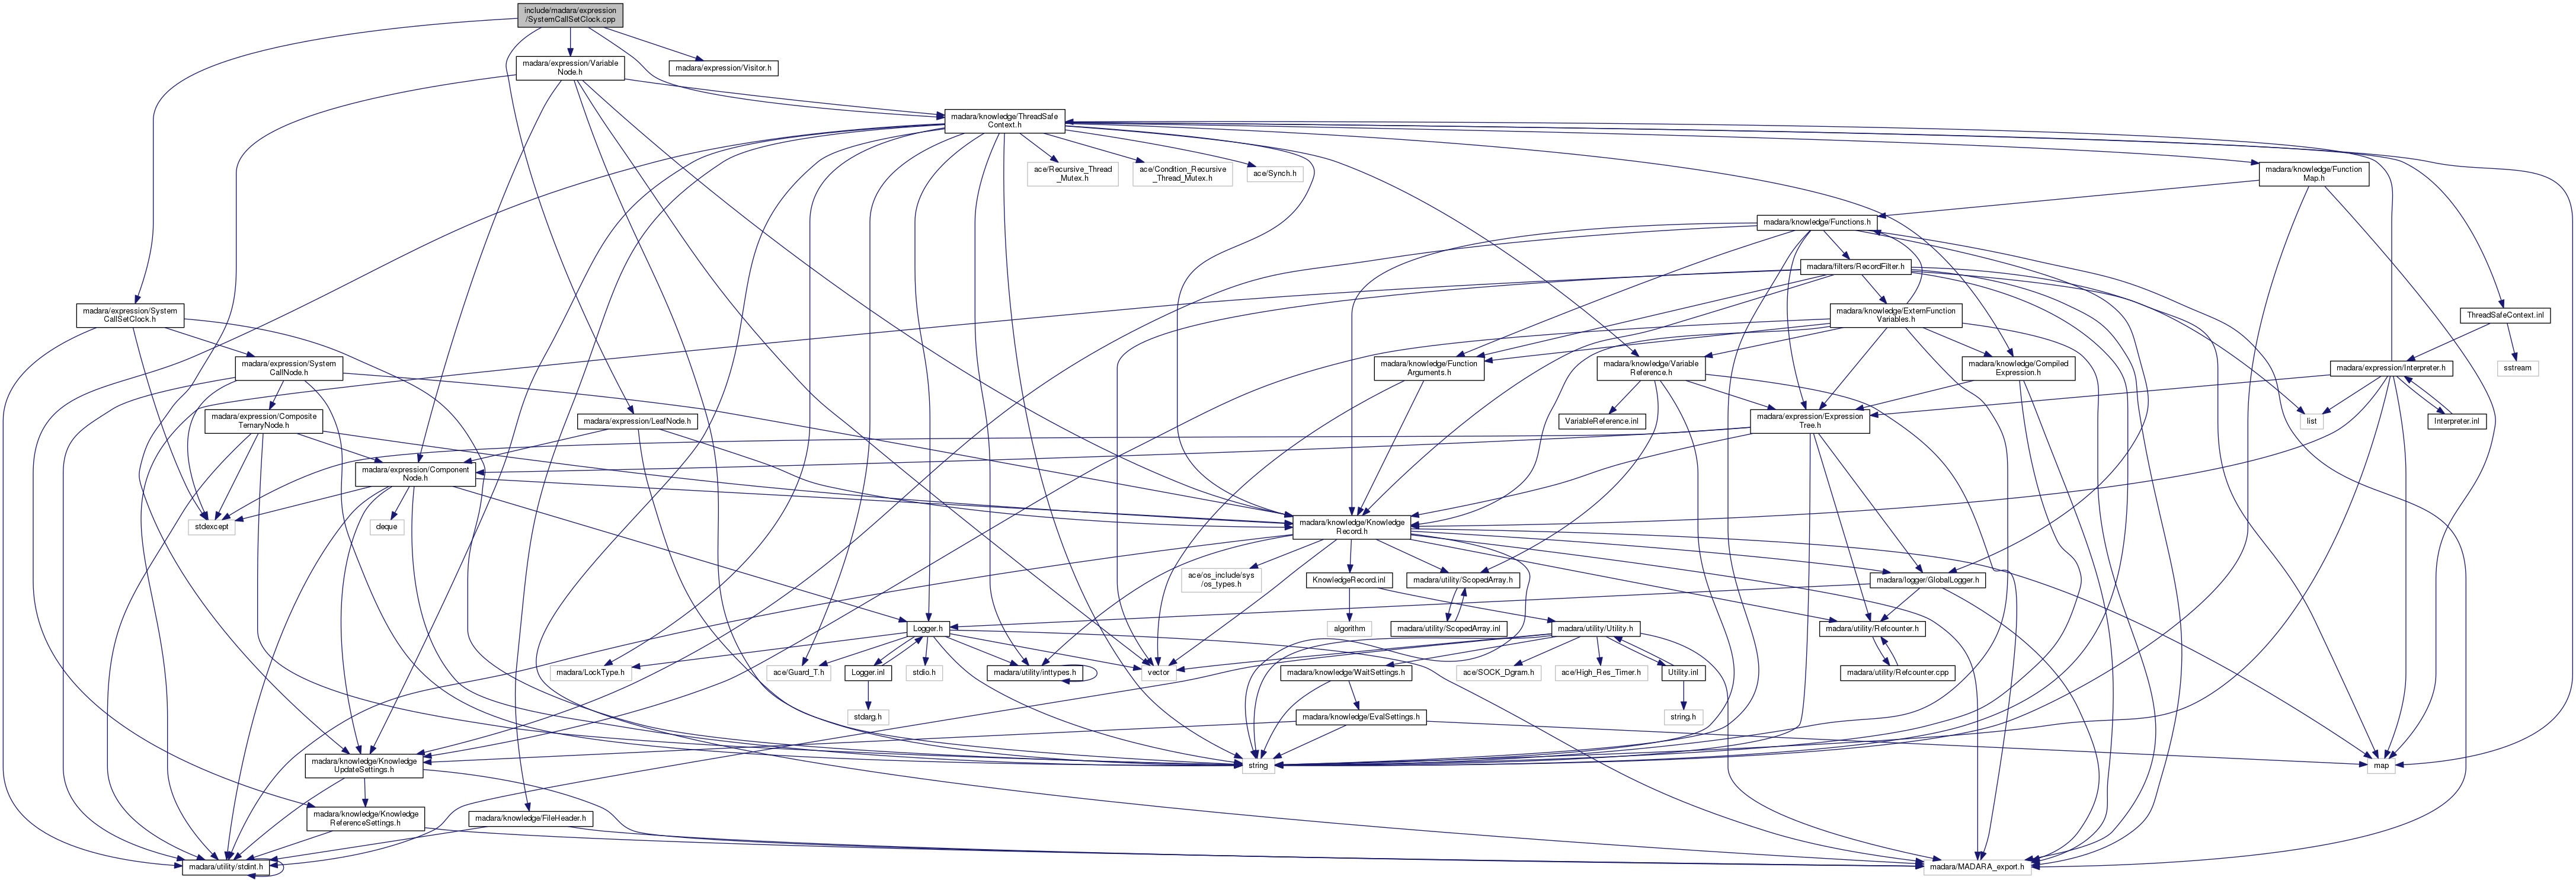 include/madara/expression
/SystemCallSetClock.cpp
madara/expression/Variable
Node.h
madara/expression/Visitor.h
madara/knowledge/ThreadSafe
Context.h
ace/Recursive_Thread
_Mutex.h
ace/Condition_Recursive
_Thread_Mutex.h
ace/Synch.h
madara/knowledge/Function
Map.h
madara/knowledge/Functions.h
madara/filters/RecordFilter.h
madara/expression/System
CallSetClock.h
madara/knowledge/ExternFunction
Variables.h
ThreadSafeContext.inl
madara/expression/System
CallNode.h
madara/knowledge/Function
Arguments.h
madara/knowledge/Variable
Reference.h
madara/knowledge/Compiled
Expression.h
madara/expression/Interpreter.h
sstream
madara/expression/Composite
TernaryNode.h
madara/expression/LeafNode.h
VariableReference.inl
madara/expression/Expression
Tree.h
list
Interpreter.inl
madara/expression/Component
Node.h
stdexcept
deque
madara/knowledge/Knowledge
Record.h
ace/os_include/sys
/os_types.h
KnowledgeRecord.inl
madara/utility/ScopedArray.h
madara/logger/GlobalLogger.h
Logger.h
algorithm
madara/utility/ScopedArray.inl
madara/utility/Utility.h
madara/utility/Refcounter.h
madara/LockType.h
ace/Guard_T.h
Logger.inl
stdio.h
madara/utility/inttypes.h
vector
madara/knowledge/WaitSettings.h
ace/SOCK_Dgram.h
ace/High_Res_Timer.h
Utility.inl
madara/utility/Refcounter.cpp
stdarg.h
madara/knowledge/EvalSettings.h
string.h
madara/knowledge/Knowledge
UpdateSettings.h
string
map
madara/knowledge/Knowledge
ReferenceSettings.h
madara/knowledge/FileHeader.h
madara/utility/stdint.h
madara/MADARA_export.h